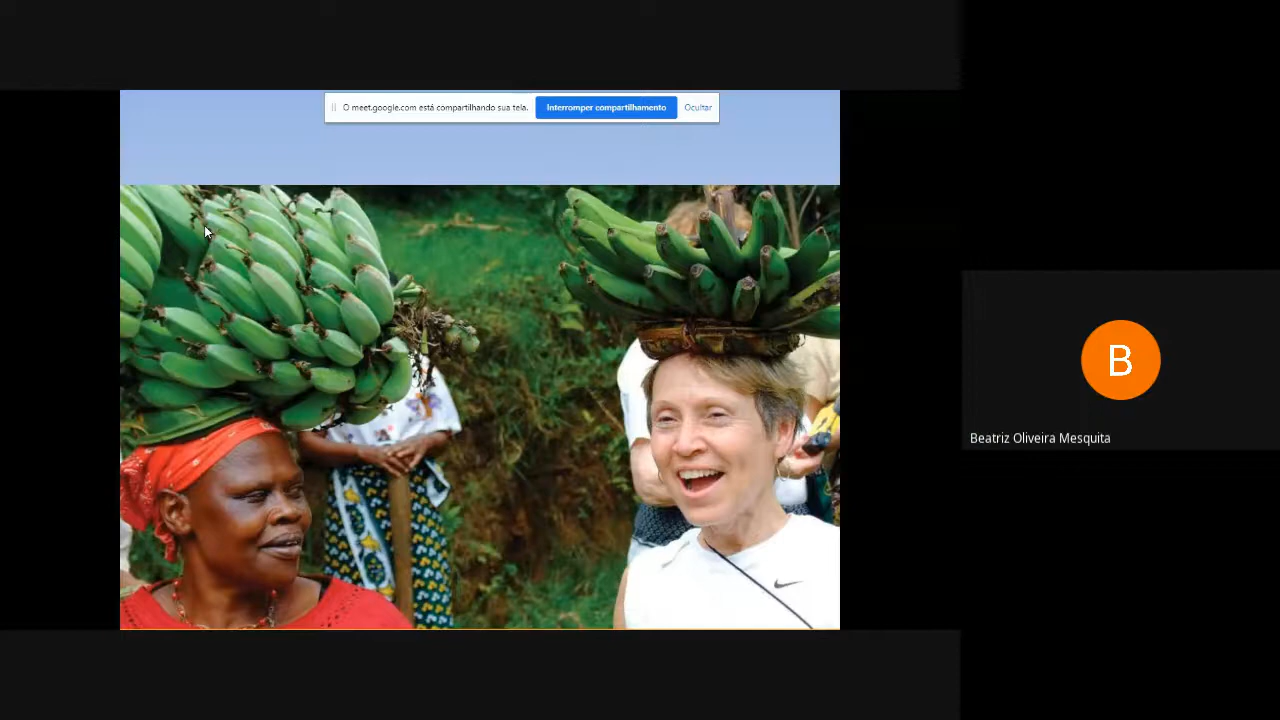 O meet.google.com está compartilhando sua tela. Interromper compartilhamento Ocultar
B
Beatriz Oliveira Mesquita